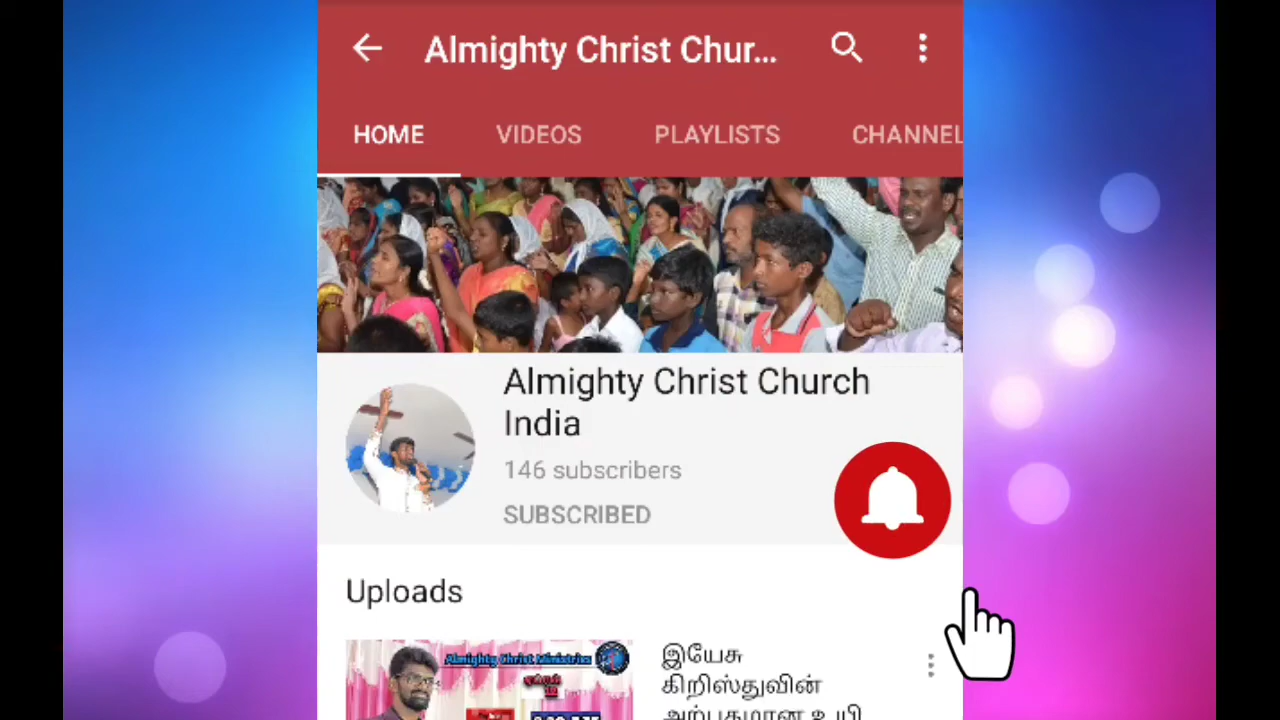 Almighty Christ Chur...
HOME VIDEOS PLAYLISTS CHANNEL
Almighty Christ Church
India
146 subscribers
SUBSCRIBED
Uploads
Almighty Christ Ministries
இயேசு
கிறிஸ்துவின்